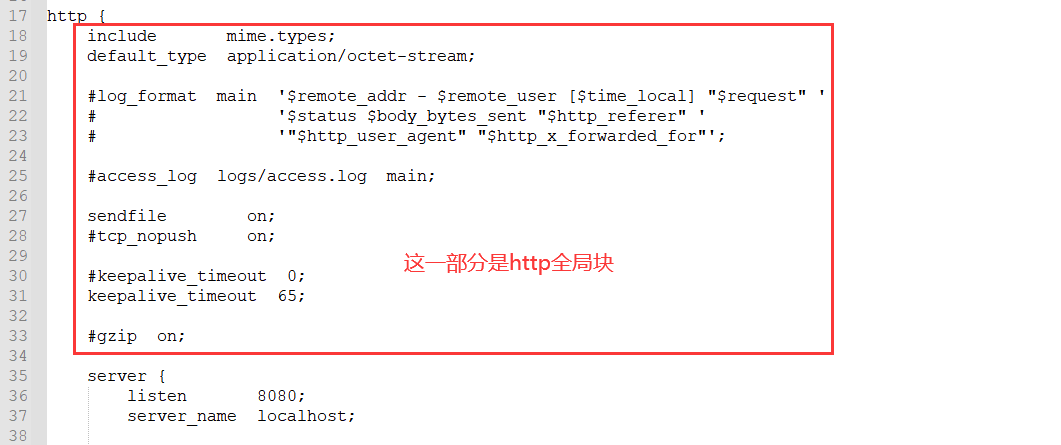 17 http {
18 include mime.types;
19 default_type application/octet-stream;
20
21 #log_format main '$remote_addr - $remote_user [$time_local] "$request" '
22 # '$status $body_bytes_sent "$http_referer" '
23 # '"$http_user_agent" "$http_x_forwarded_for"';
24
25 #access_log logs/access.log main;
26
27 sendfile on;
28 #tcp_nopush on;
29
这一部分是http全局块
30 #keepalive_timeout 0;
31 keepalive_timeout 65;
32
33 #gzip on;
34
35 server {
36 listen 8080;
37 server_name localhost;
38